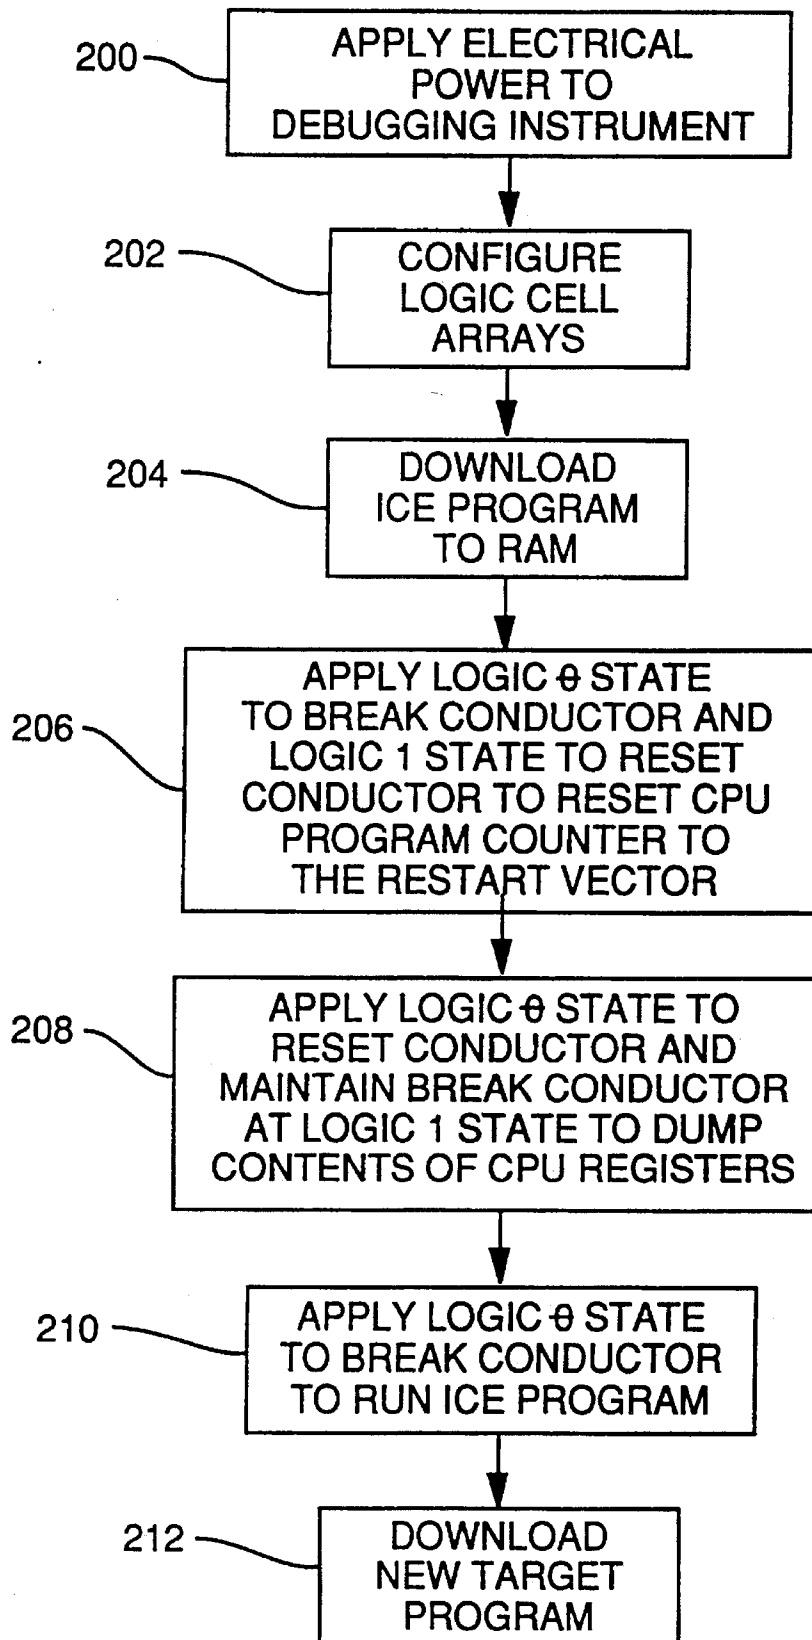 200
APPLY ELECTRICAL
POWER TO
DEBUGGING INSTRUMENT
202
CONFIGURE
LOGIC CELL
ARRAYS
204
DOWNLOAD
ICE PROGRAM
TO RAM
206
APPLY LOGIC 0 STATE
TO BREAK CONDUCTOR AND
LOGIC 1 STATE TO RESET
CONDUCTOR TO RESET CPU
PROGRAM COUNTER TO
THE RESTART VECTOR
208
APPLY LOGIC 0 STATE TO
RESET CONDUCTOR AND
MAINTAIN BREAK CONDUCTOR
AT LOGIC 1 STATE TO DUMP
CONTENTS OF CPU REGISTERS
210
APPLY LOGIC 0 STATE
TO BREAK CONDUCTOR
TO RUN ICE PROGRAM
212
DOWNLOAD
NEW TARGET
PROGRAM